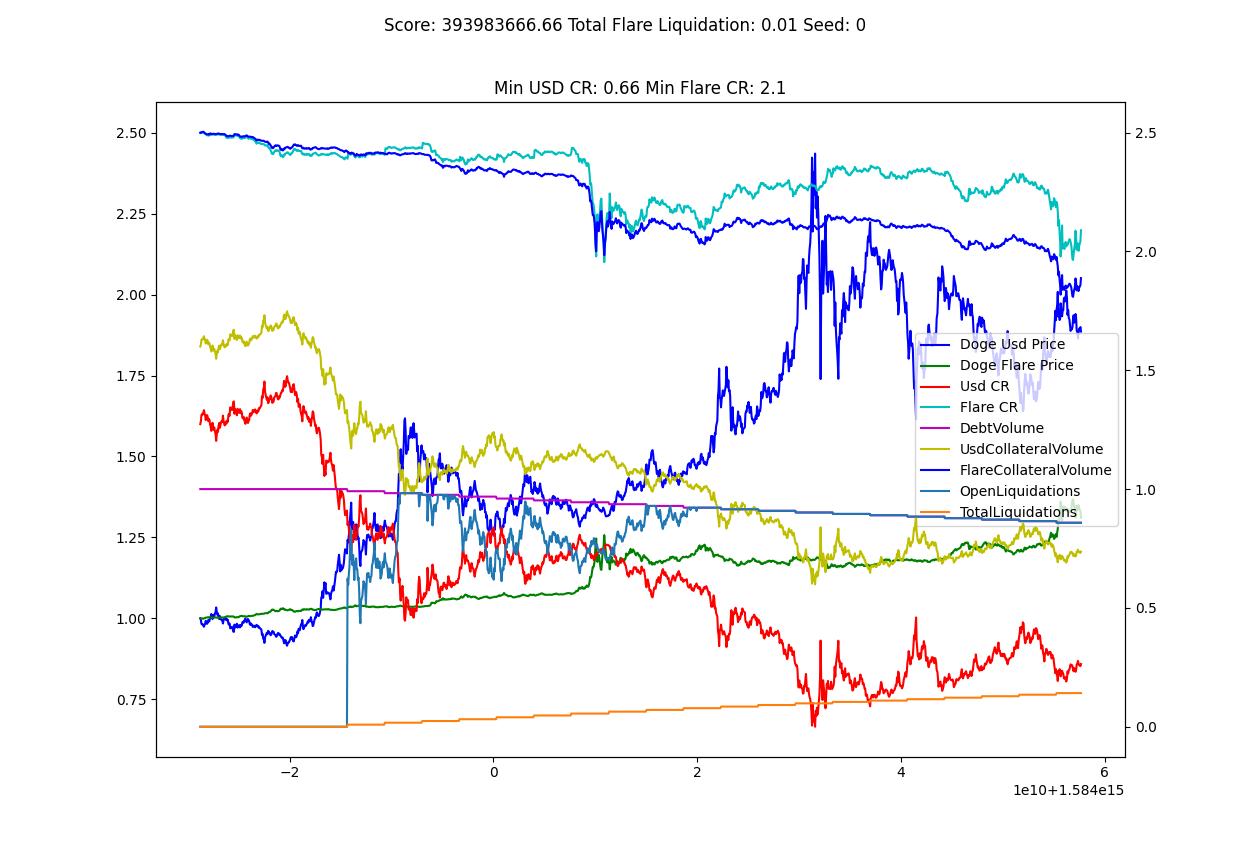 Score: 393983666.66 Total Flare Liquidation: 0.01 Seed: 0
Min USD CR: 0.66 Min Flare CR: 2.1
2.50
2.25
2.00
1.75
1.50
1.25
1.00
0.75
2.5
2.0
1.5
1.0
0.5
0.0
Doge Usd Price
Doge Flare Price
Usd CR
Flare CR
DebtVolume
UsdCollateralVolume
FlareCollateralVolume
OpenLiquidations
TotalLiquidations
−2 0 2 4 6
1e10+1.584e15